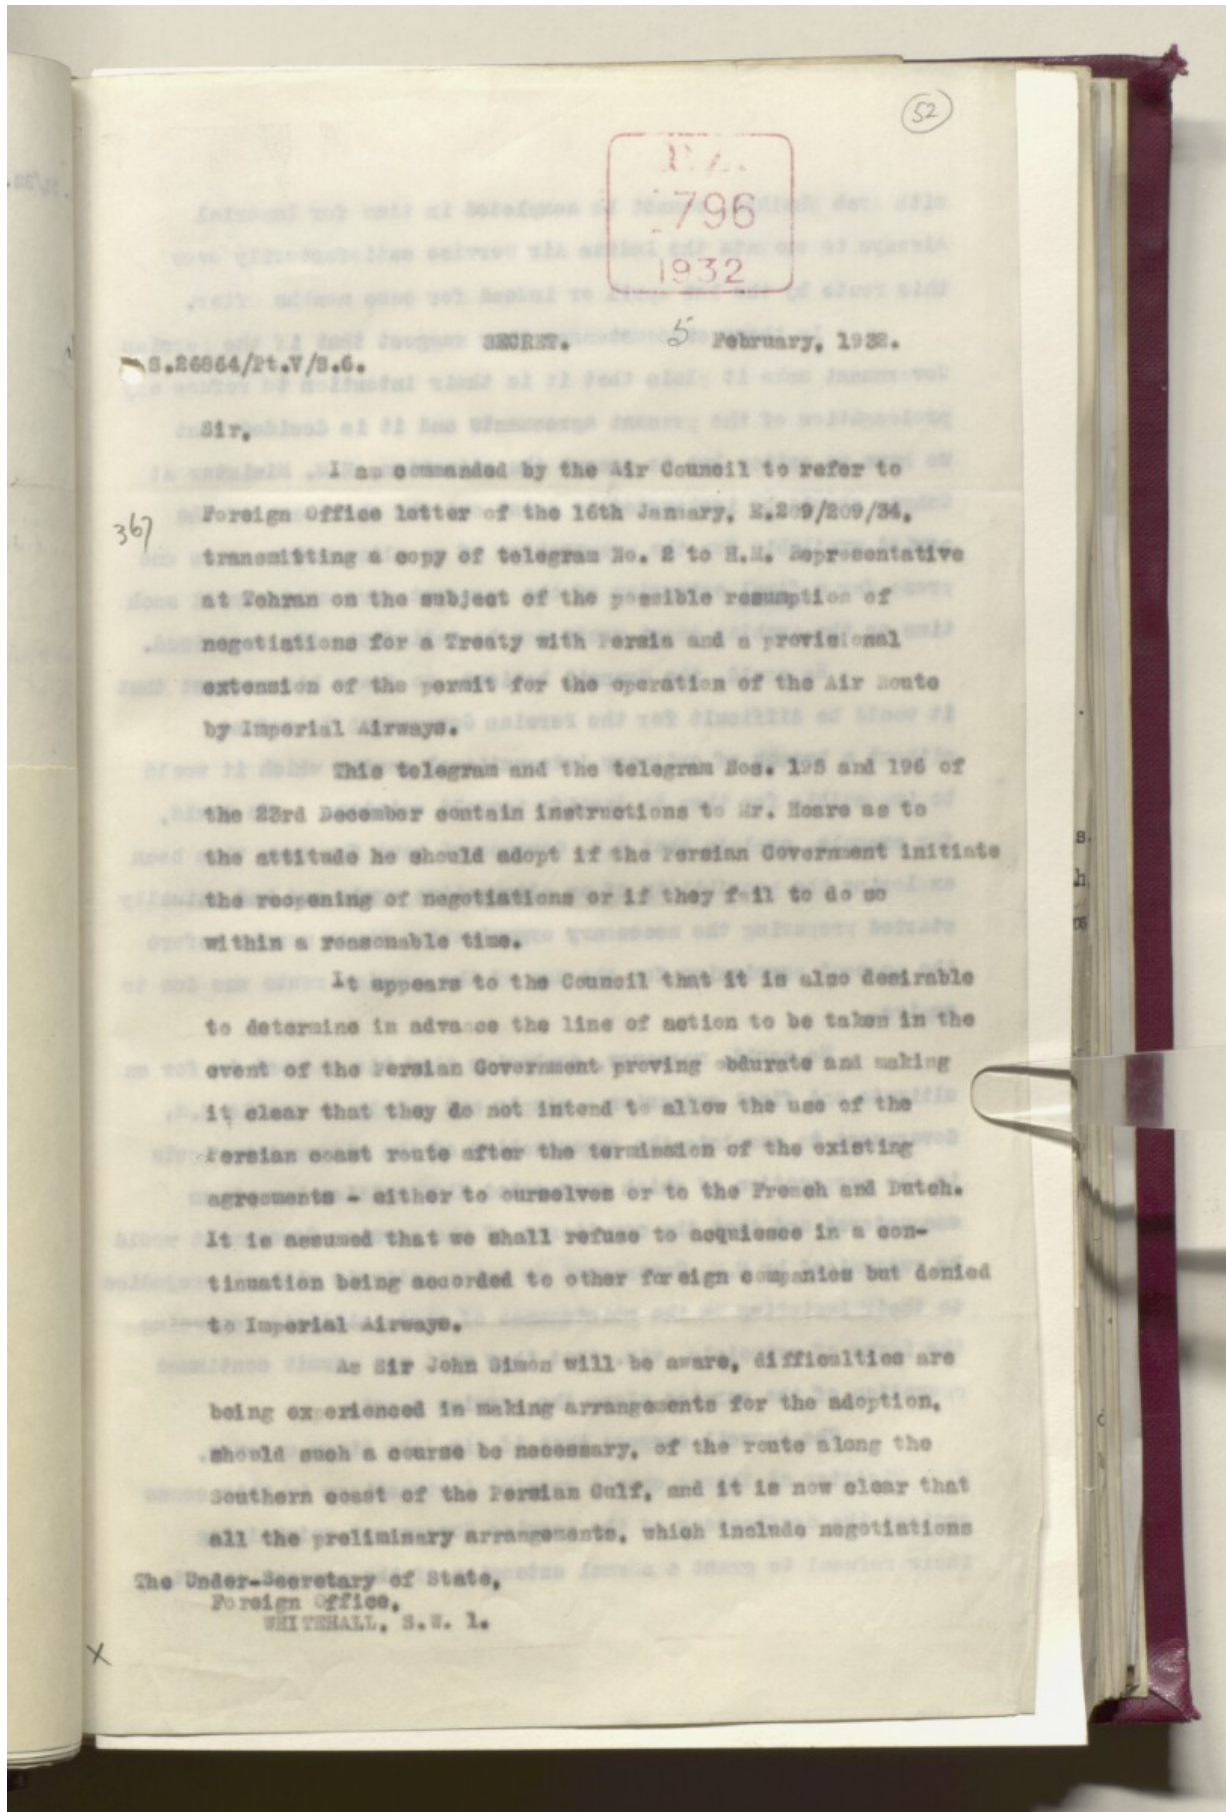 52
P.Z.
796
1932
SECRET. 5 February, 1932.
S.26864/Pt.V/S.6.
Sir,
I am commanded by the Air Council to refer to
367
Foreign Office letter of the 16th January, E.209/209/34,
transmitting a copy of telegram No. 2 to H.M. Representative
at Tehran on the subject of the possible resumption of
negotiations for a Treaty with Persia and a provisional
extension of the permit for the operation of the Air Route
by Imperial Airways.
This telegram and the telegram Nos. 195 and 196 of
the 23rd December contain instructions to Mr. Hoare as to
the attitude he should adopt if the Persian Government initiate
the reopening of negotiations or if they fail to do so
within a reasonable time.
It appears to the Council that it is also desirable
to determine in advance the line of action to be taken in the
event of the Persian Government proving obdurate and making
it clear that they do not intend to allow the use of the
Persian coast route after the termination of the existing
agreements - either to ourselves or to the French and Dutch.
It is assumed that we shall refuse to acquiesce in a con-
tinuation being accorded to other foreign companies but denied
to Imperial Airways.
As Sir John Simon will be aware, difficulties are
being experienced in making arrangements for the adoption,
should such a course be necessary, of the route along the
Southern coast of the Persian Gulf, and it is now clear that
all the preliminary arrangements, which include negotiations
The Under-Secretary of State,
Foreign Office,
WHITEHALL, S.W. 1.
X